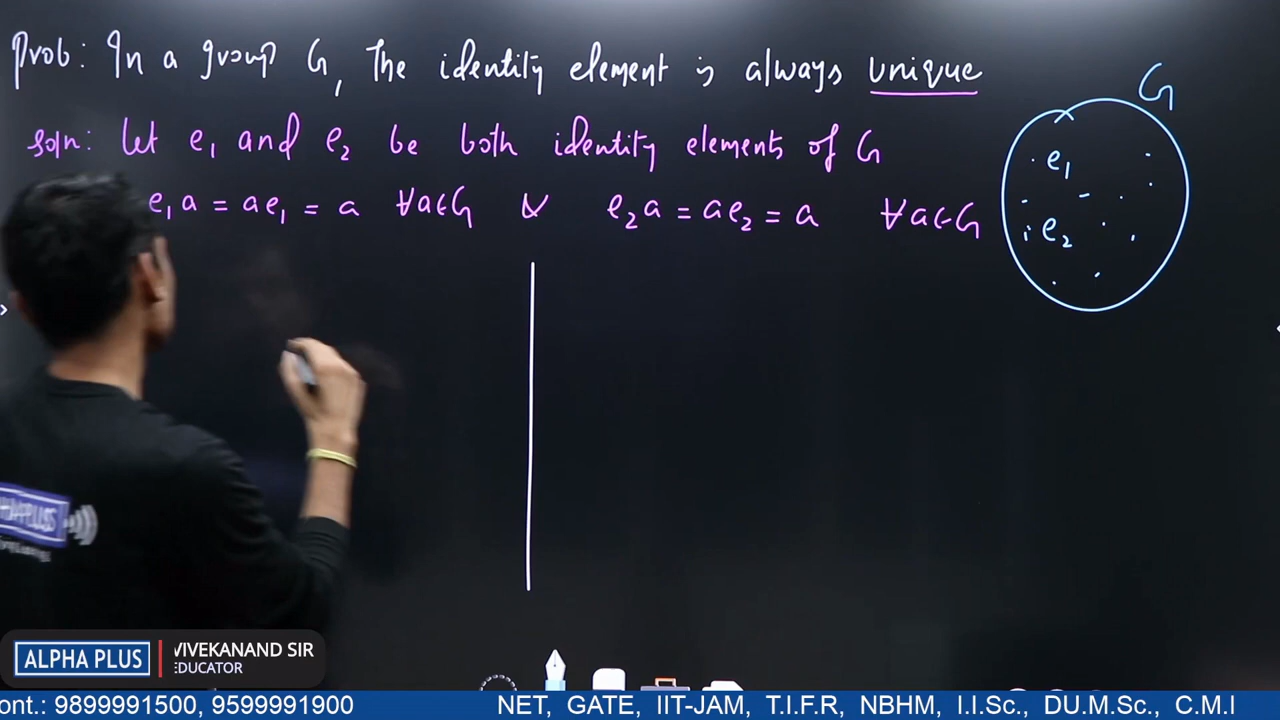 Prob: In a group G, the identity element is always unique
G
soln: Let e₁ and e₂ be both identity elements of G
e₁a = ae₁ = a ∀a∈G & e₂a = ae₂ = a ∀a∈G
e₁
e₂
ALPHA PLUS
VIVEKANAND SIR
EDUCATOR
ont.: 9899991500, 9599991900 NET, GATE, IIT-JAM, T.I.F.R, NBHM, I.I.Sc., DU.M.Sc., C.M.I